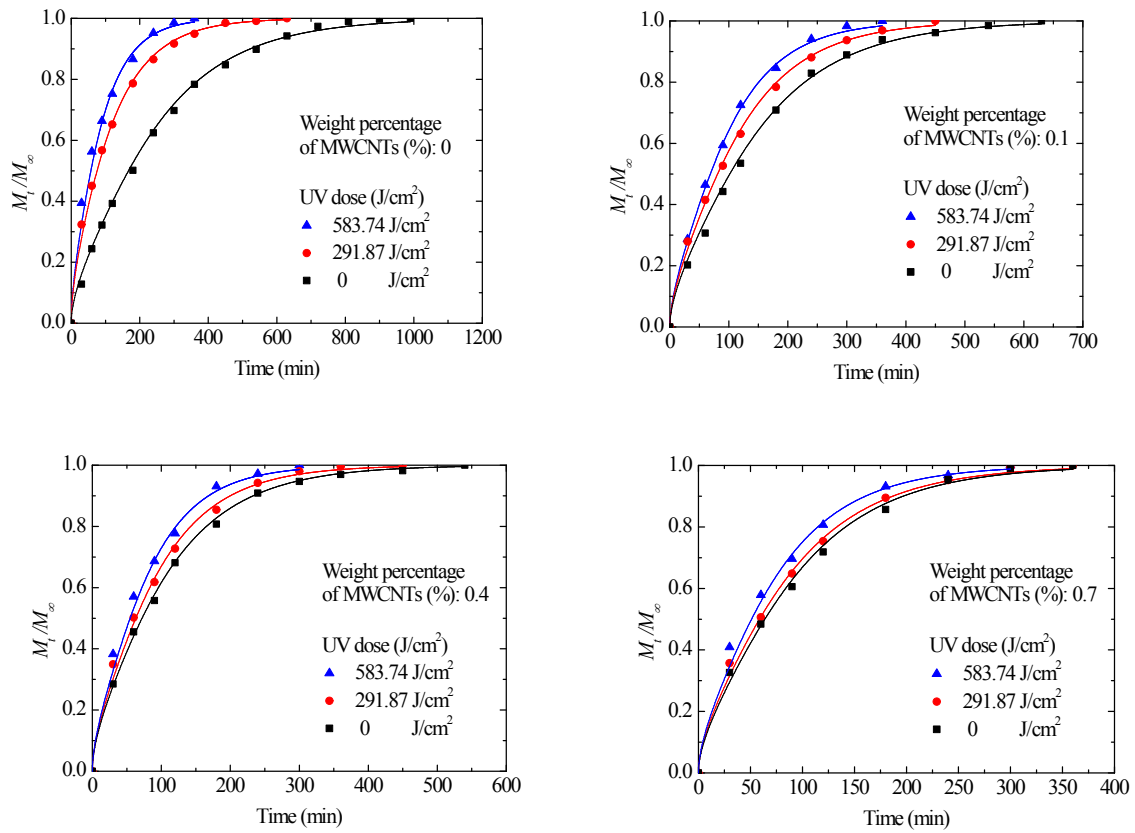 1.0
0.8
0.6
0.4
0.2
0.0
M_t/M_∞
Weight percentage
of MWCNTs (%): 0
UV dose (J/cm²)
583.74 J/cm²
291.87 J/cm²
0 J/cm²
0 200 400 600 800 1000 1200
Time (min)
1.0
0.8
0.6
0.4
0.2
0.0
M_t/M_∞
Weight percentage
of MWCNTs (%): 0.1
UV dose (J/cm²)
583.74 J/cm²
291.87 J/cm²
0 J/cm²
0 100 200 300 400 500 600 700
Time (min)
1.0
0.8
0.6
0.4
0.2
0.0
M_t/M_∞
Weight percentage
of MWCNTs (%): 0.4
UV dose (J/cm²)
583.74 J/cm²
291.87 J/cm²
0 J/cm²
0 100 200 300 400 500 600
Time (min)
1.0
0.8
0.6
0.4
0.2
0.0
M_t/M_∞
Weight percentage
of MWCNTs (%): 0.7
UV dose (J/cm²)
583.74 J/cm²
291.87 J/cm²
0 J/cm²
0 50 100 150 200 250 300 350 400
Time (min)